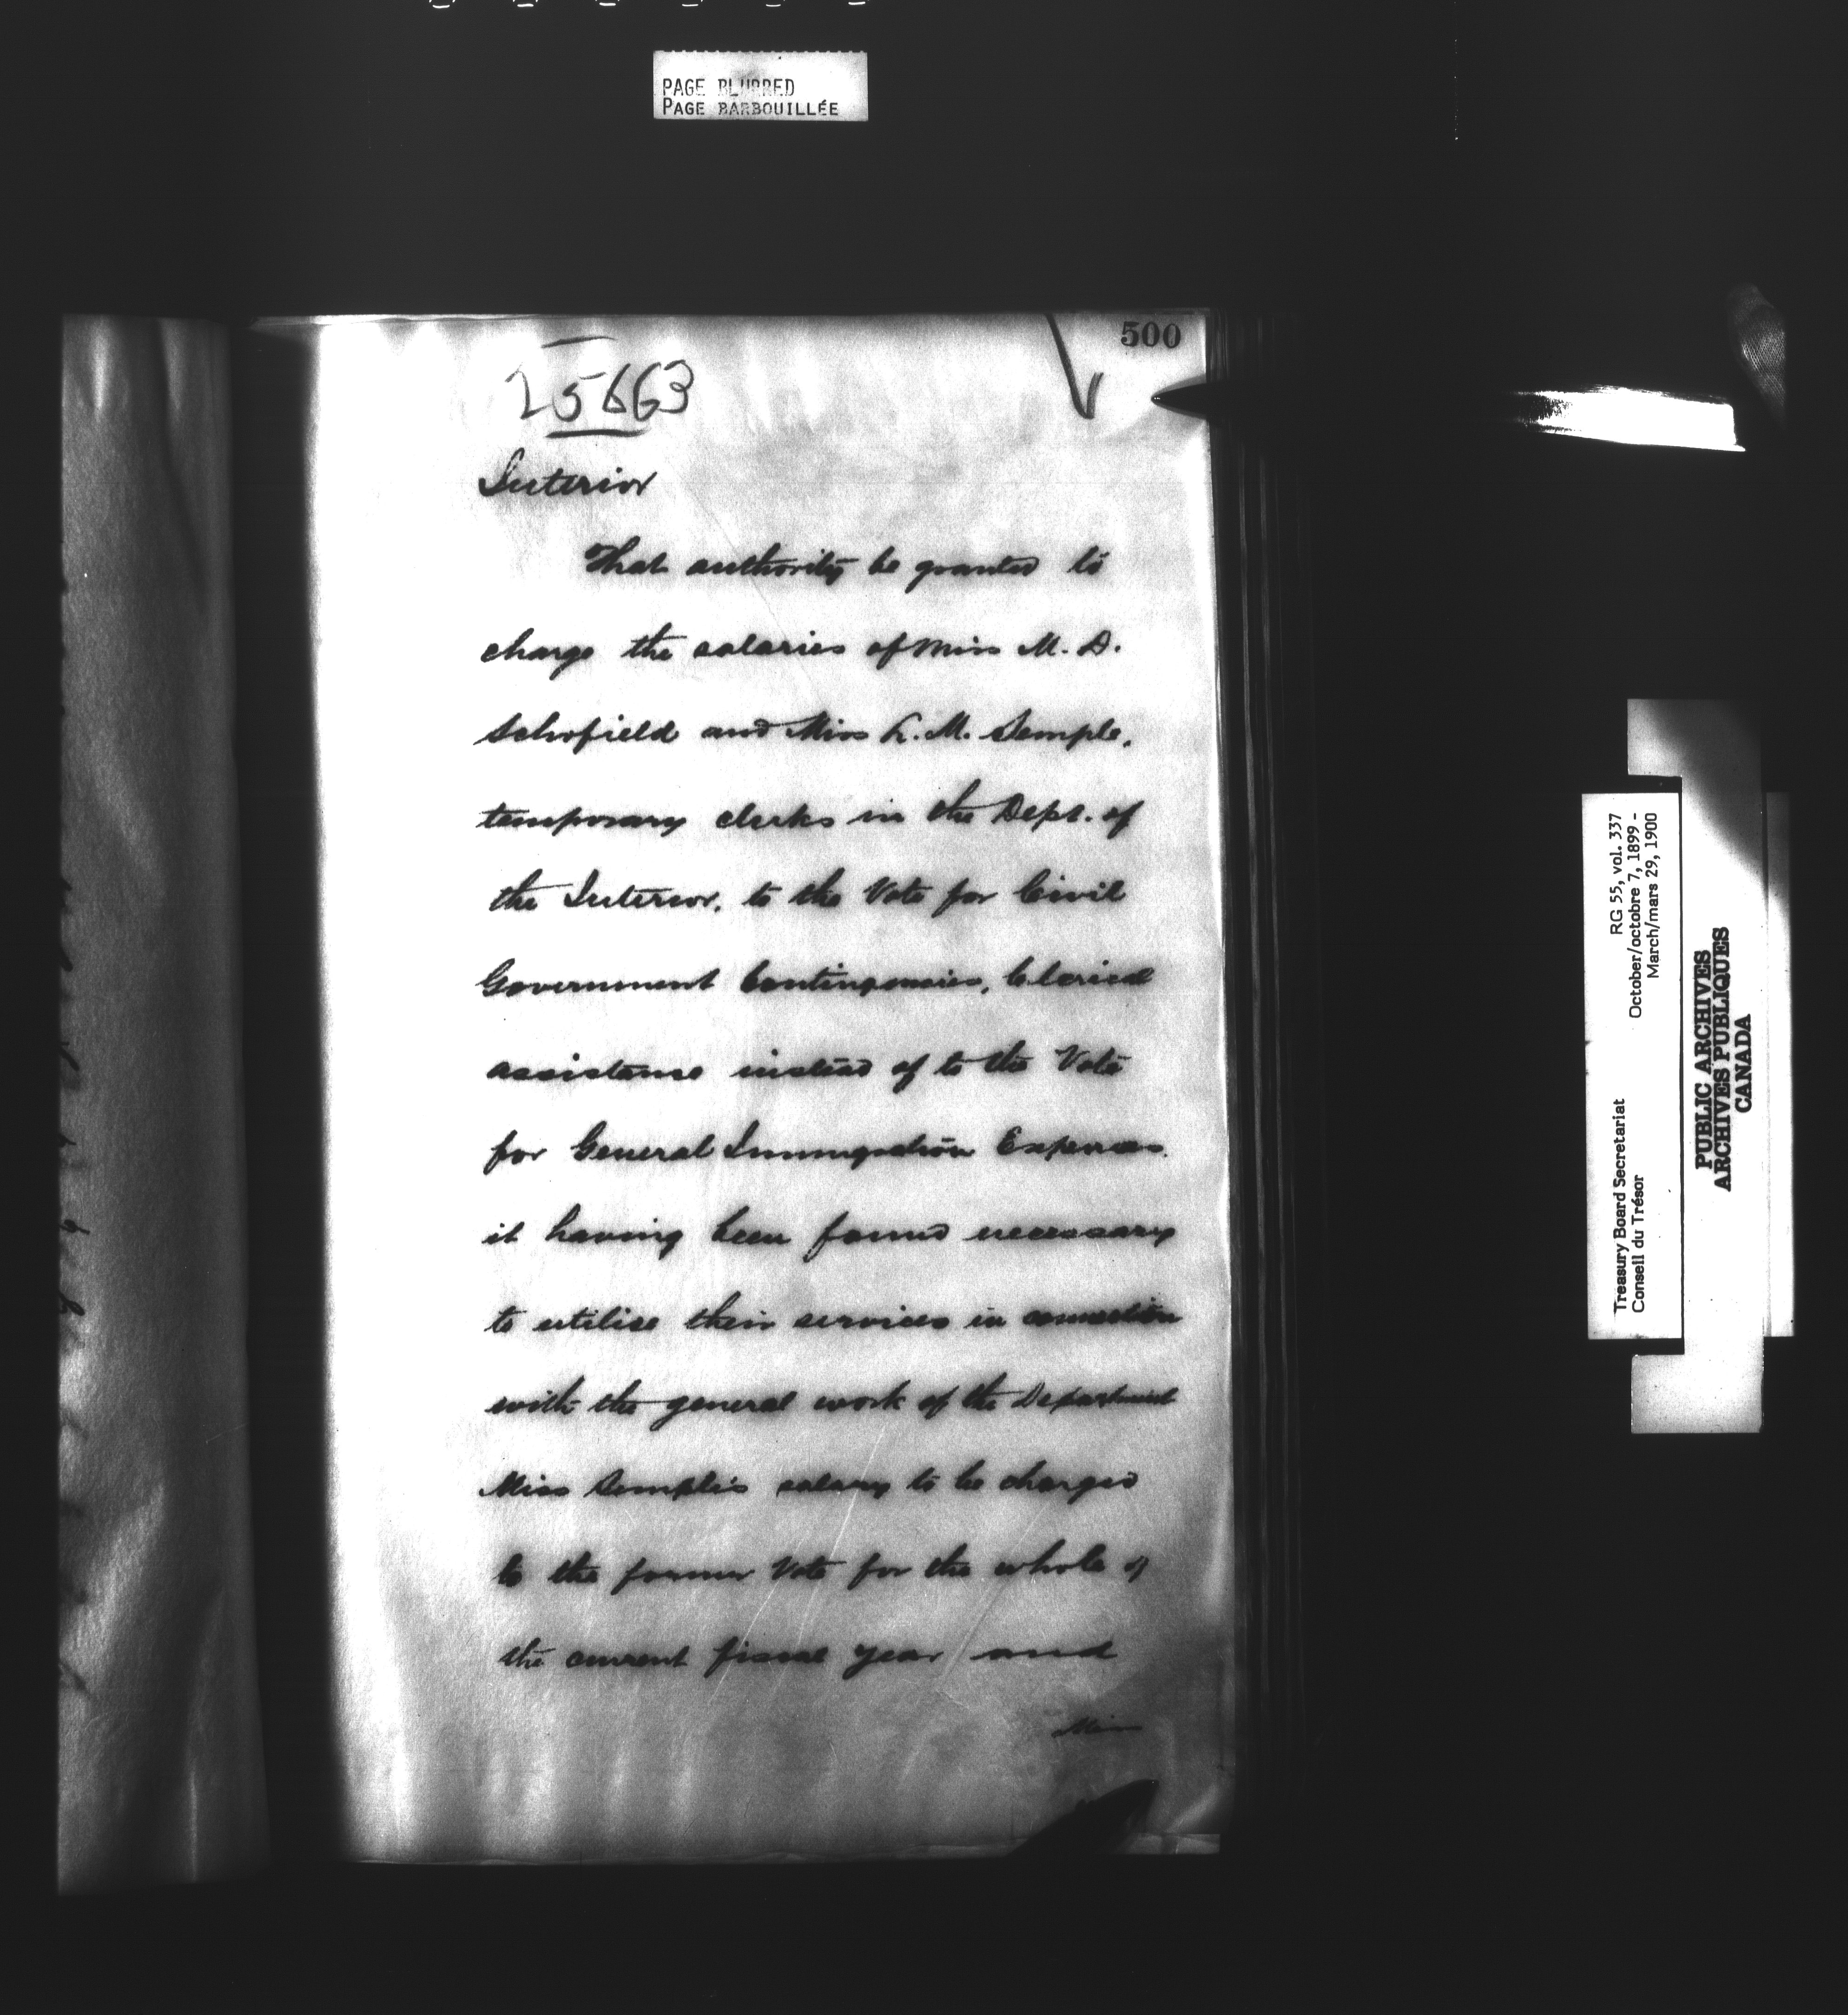 PAGE BLURRED
PAGE BARBOUILLÉE
500
25663
Interior
That authority be granted to
charge the salaries of Miss M. D.
Schofield and Miss L. M. Semple,
temporary clerks in the Dept. of
the Interior, to the Vote for Civil
Government Contingencies, Clerical
assistance instead of to the Vote
for General Immigration Expenses
it having been found necessary
to utilise their services in connection
with the general work of the Department
Miss Semple's salary to be charged
to the former Vote for the whole of
the current fiscal year and
Miss
Treasury Board Secretariat RG 55, vol. 337
Conseil du Trésor October/octobre 7, 1899 -
March/mars 29, 1900
PUBLIC ARCHIVES
ARCHIVES PUBLIQUES
CANADA